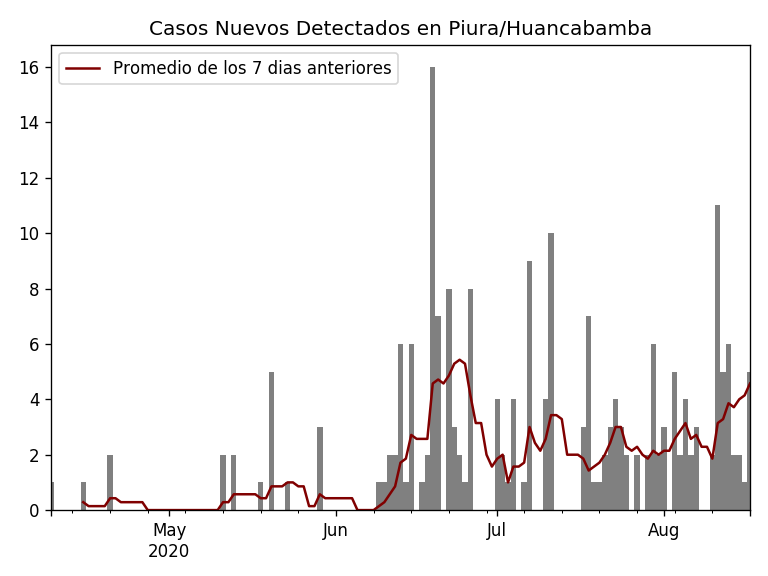 Casos Nuevos Detectados en Piura/Huancabamba
Promedio de los 7 dias anteriores
16
14
12
10
8
6
4
2
0
May
2020
Jun
Jul
Aug